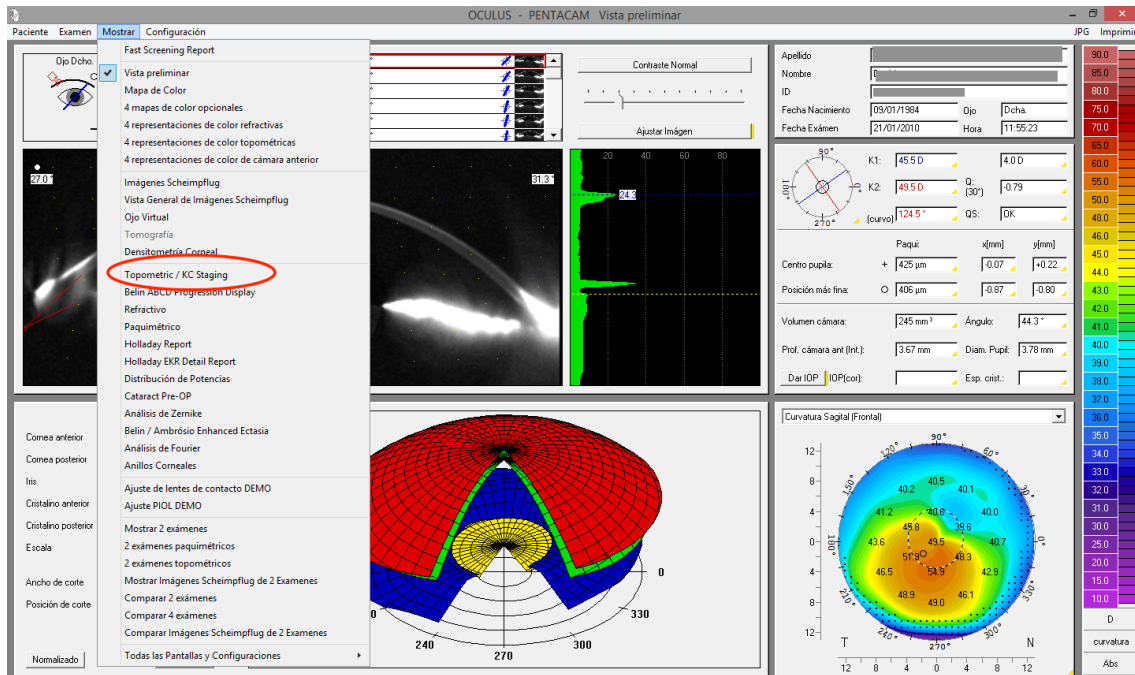 OCULUS - PENTACAM Vista preliminar
Paciente Examen Mostrar Configuración
JPG Imprimir
Ojo Dcho.
27.0 °
31.3 °
Fast Screening Report
Vista preliminar
Mapa de Color
4 mapas de color opcionales
4 representaciones de color refractivas
4 representaciones de color topométricas
4 representaciones de color de cámara anterior
Imágenes Scheimpflug
Vista General de Imágenes Scheimpflug
Ojo Virtual
Tomografía
Densitometría Corneal
Topometric / KC Staging
Belin ABCD Progression Display
Refractivo
Paquimétrico
Holladay Report
Holladay EKR Detail Report
Distribución de Potencias
Cataract Pre-OP
Análisis de Zernike
Belin / Ambrósio Enhanced Ectasia
Análisis de Fourier
Anillos Corneales
Ajuste de lentes de contacto DEMO
Ajuste PIOL DEMO
Mostrar 2 exámenes
2 exámenes paquimétricos
2 exámenes topométricos
Mostrar Imágenes Scheimpflug de 2 Examenes
Comparar 2 exámenes
Comparar 4 exámenes
Comparar Imágenes Scheimpflug de 2 Examenes
Todas las Pantallas y Configuraciones
Contraste Normal
Ajustar Imágen
20 40 60 80
24.3
Apellido
Nombre
ID
Fecha Nacimiento 09/01/1984 Ojo Dcha.
Fecha Exámen 21/01/2010 Hora 11:55:23
90°
180°
0°
270°
K1: 45.5 D 4.0 D
K2: 49.5 D Q: (30°) -0.79
(curvo) 124.5 ° QS: OK
Paqui: x[mm] y[mm]
Centro pupila: + 425 µm -0.07 +0.22
Posición más fina: O 406 µm -0.87 -0.80
Volumen cámara: 245 mm³ Ángulo: 44.3 °
Prof. cámara ant (Int.): 3.67 mm Diam. Pupil: 3.78 mm
Dar IOP IOP(cor): Esp. crist.:
Cornea anterior
Cornea posterior
Iris
Cristalino anterior
Cristalino posterior
Escala
Ancho de corte
Posición de corte
Normalizado
0
330
300
270
240
Curvatura Sagital (Frontal)
12
8
4
0
4
8
12
90°
120° 60°
150°
180° 0°
210° 330°
240° 300°
270°
40.5
40.2 40.1
41.2 40.6 40.0
45.8 39.6
43.6 49.5 40.7
51.9 48.3
46.5 54.9 42.9
48.9 49.0 46.1
T N
12 8 4 0 4 8 12
90.0
85.0
80.0
75.0
70.0
65.0
60.0
55.0
50.0
48.0
46.0
45.0
44.0
43.0
42.0
41.0
40.0
39.0
38.0
37.0
36.0
35.0
34.0
33.0
32.0
31.0
30.0
25.0
20.0
15.0
10.0
D
curvatura
Abs